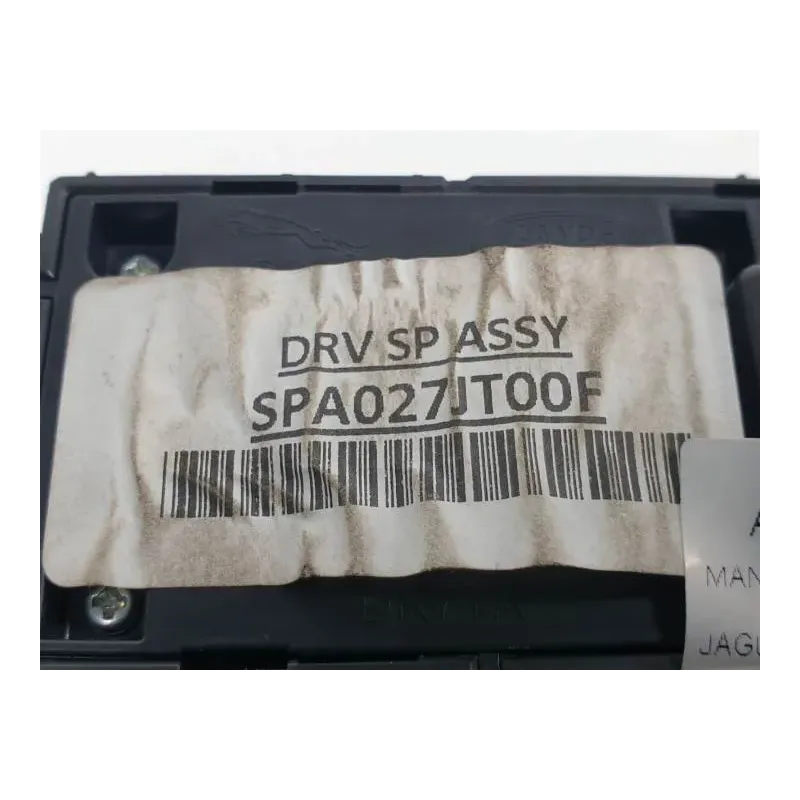 DRV SP ASSY
SPA027JT00F
A
MAN
JAGU